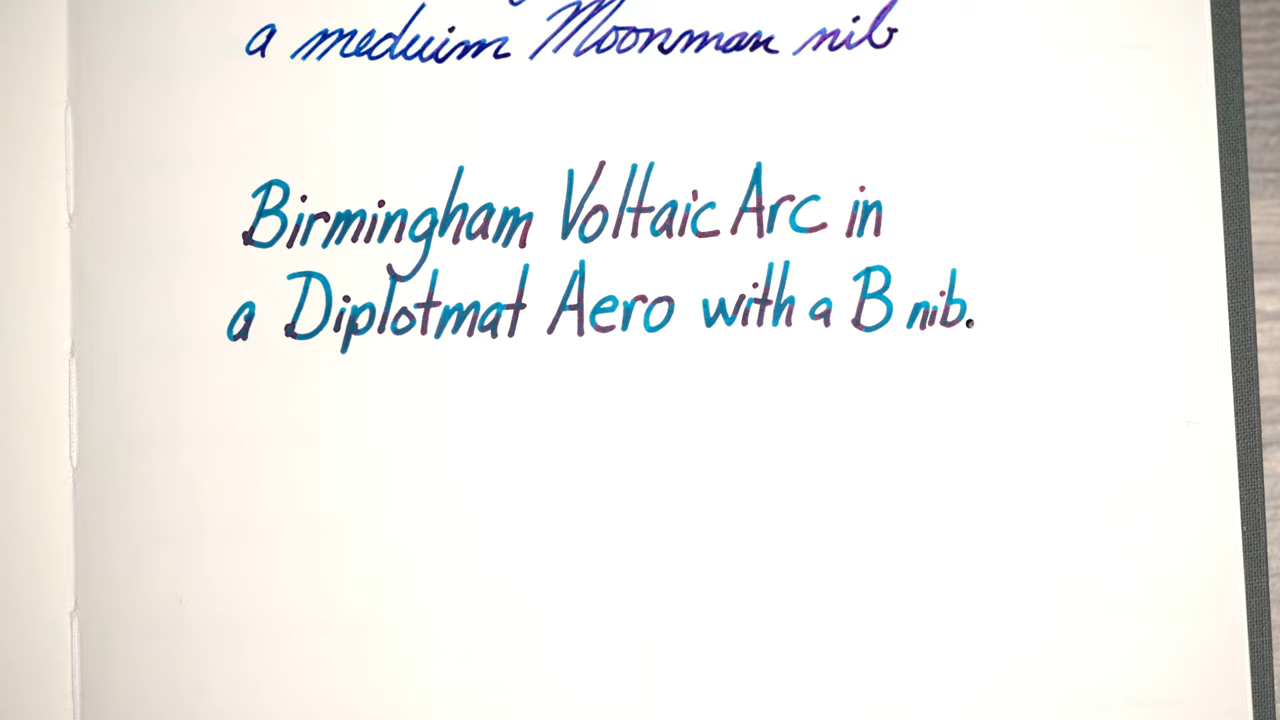 a meduim Moonman nib
Birmingham Voltaic Arc in
a Diplotmat Aero with a B nib.